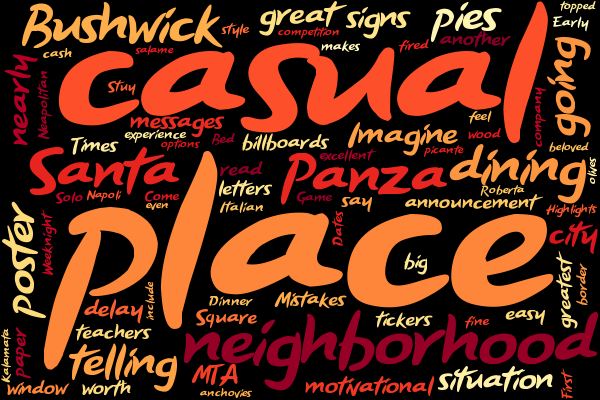 Bushwick
style
great signs
competition
pies
topped
Early
cash
salame
makes
fired
another
nearly
Neapolitan
casual
going
Stuy
messages
experience
options
Bed
billboards
Imagine
picante
feel
wood
company
beloved
Times
Santa
excellent
Panza
dining
olives
Solo
Napoli
Come
even
read
letters
Italian
Game
say
Roberta
announcement
Highlights
poster
Weeknight
place
Dates
big
city
greatest
border
delay
include
teachers
Dinner
Square
Mistakes
tickers
fine
easy
Kalamata
paper
telling
neighborhood
window
worth
MTA
anchovies
motivational
situation
First